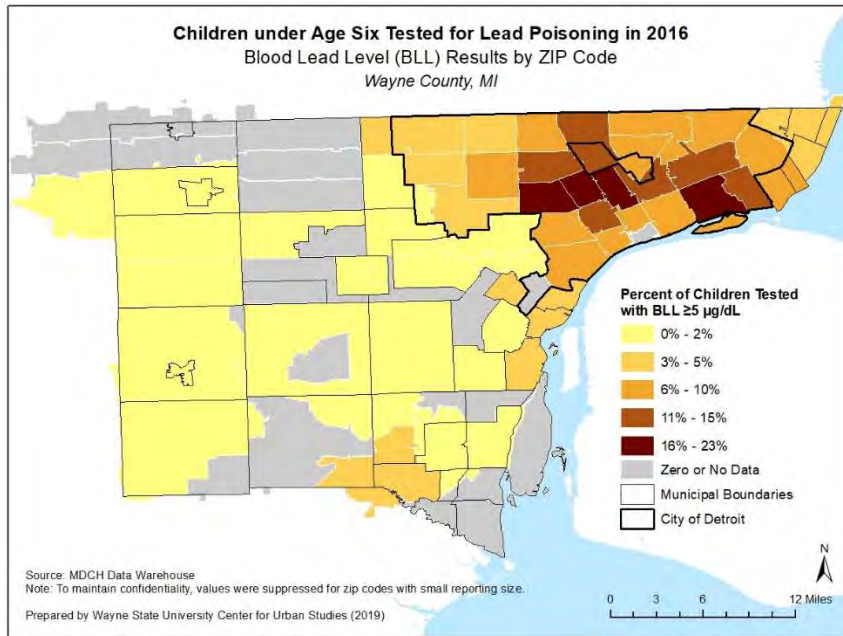 Children under Age Six Tested for Lead Poisoning in 2016
Blood Lead Level (BLL) Results by ZIP Code
Wayne County, MI
Percent of Children Tested
with BLL ≥5 µg/dL
0% - 2%
3% - 5%
6% - 10%
11% - 15%
16% - 23%
Zero or No Data
Municipal Boundaries
City of Detroit
N
Source: MDCH Data Warehouse
Note: To maintain confidentiality, values were suppressed for zip codes with small reporting size.
Prepared by Wayne State University Center for Urban Studies (2019)
0 3 6 12 Miles